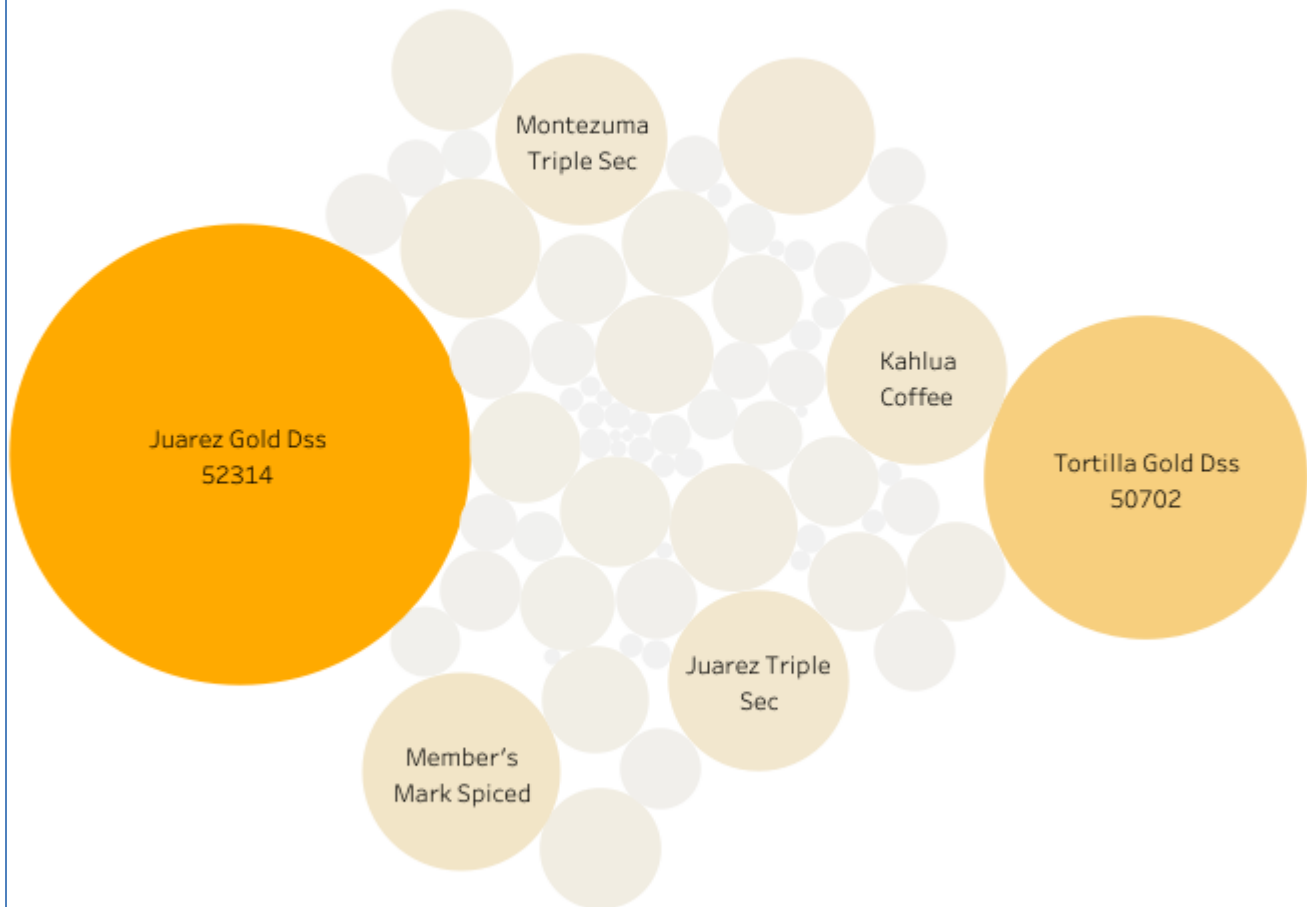 Montezuma
Triple Sec
Kahlua
Coffee
Juarez Gold Dss
52314
Tortilla Gold Dss
50702
Juarez Triple
Sec
Member's
Mark Spiced